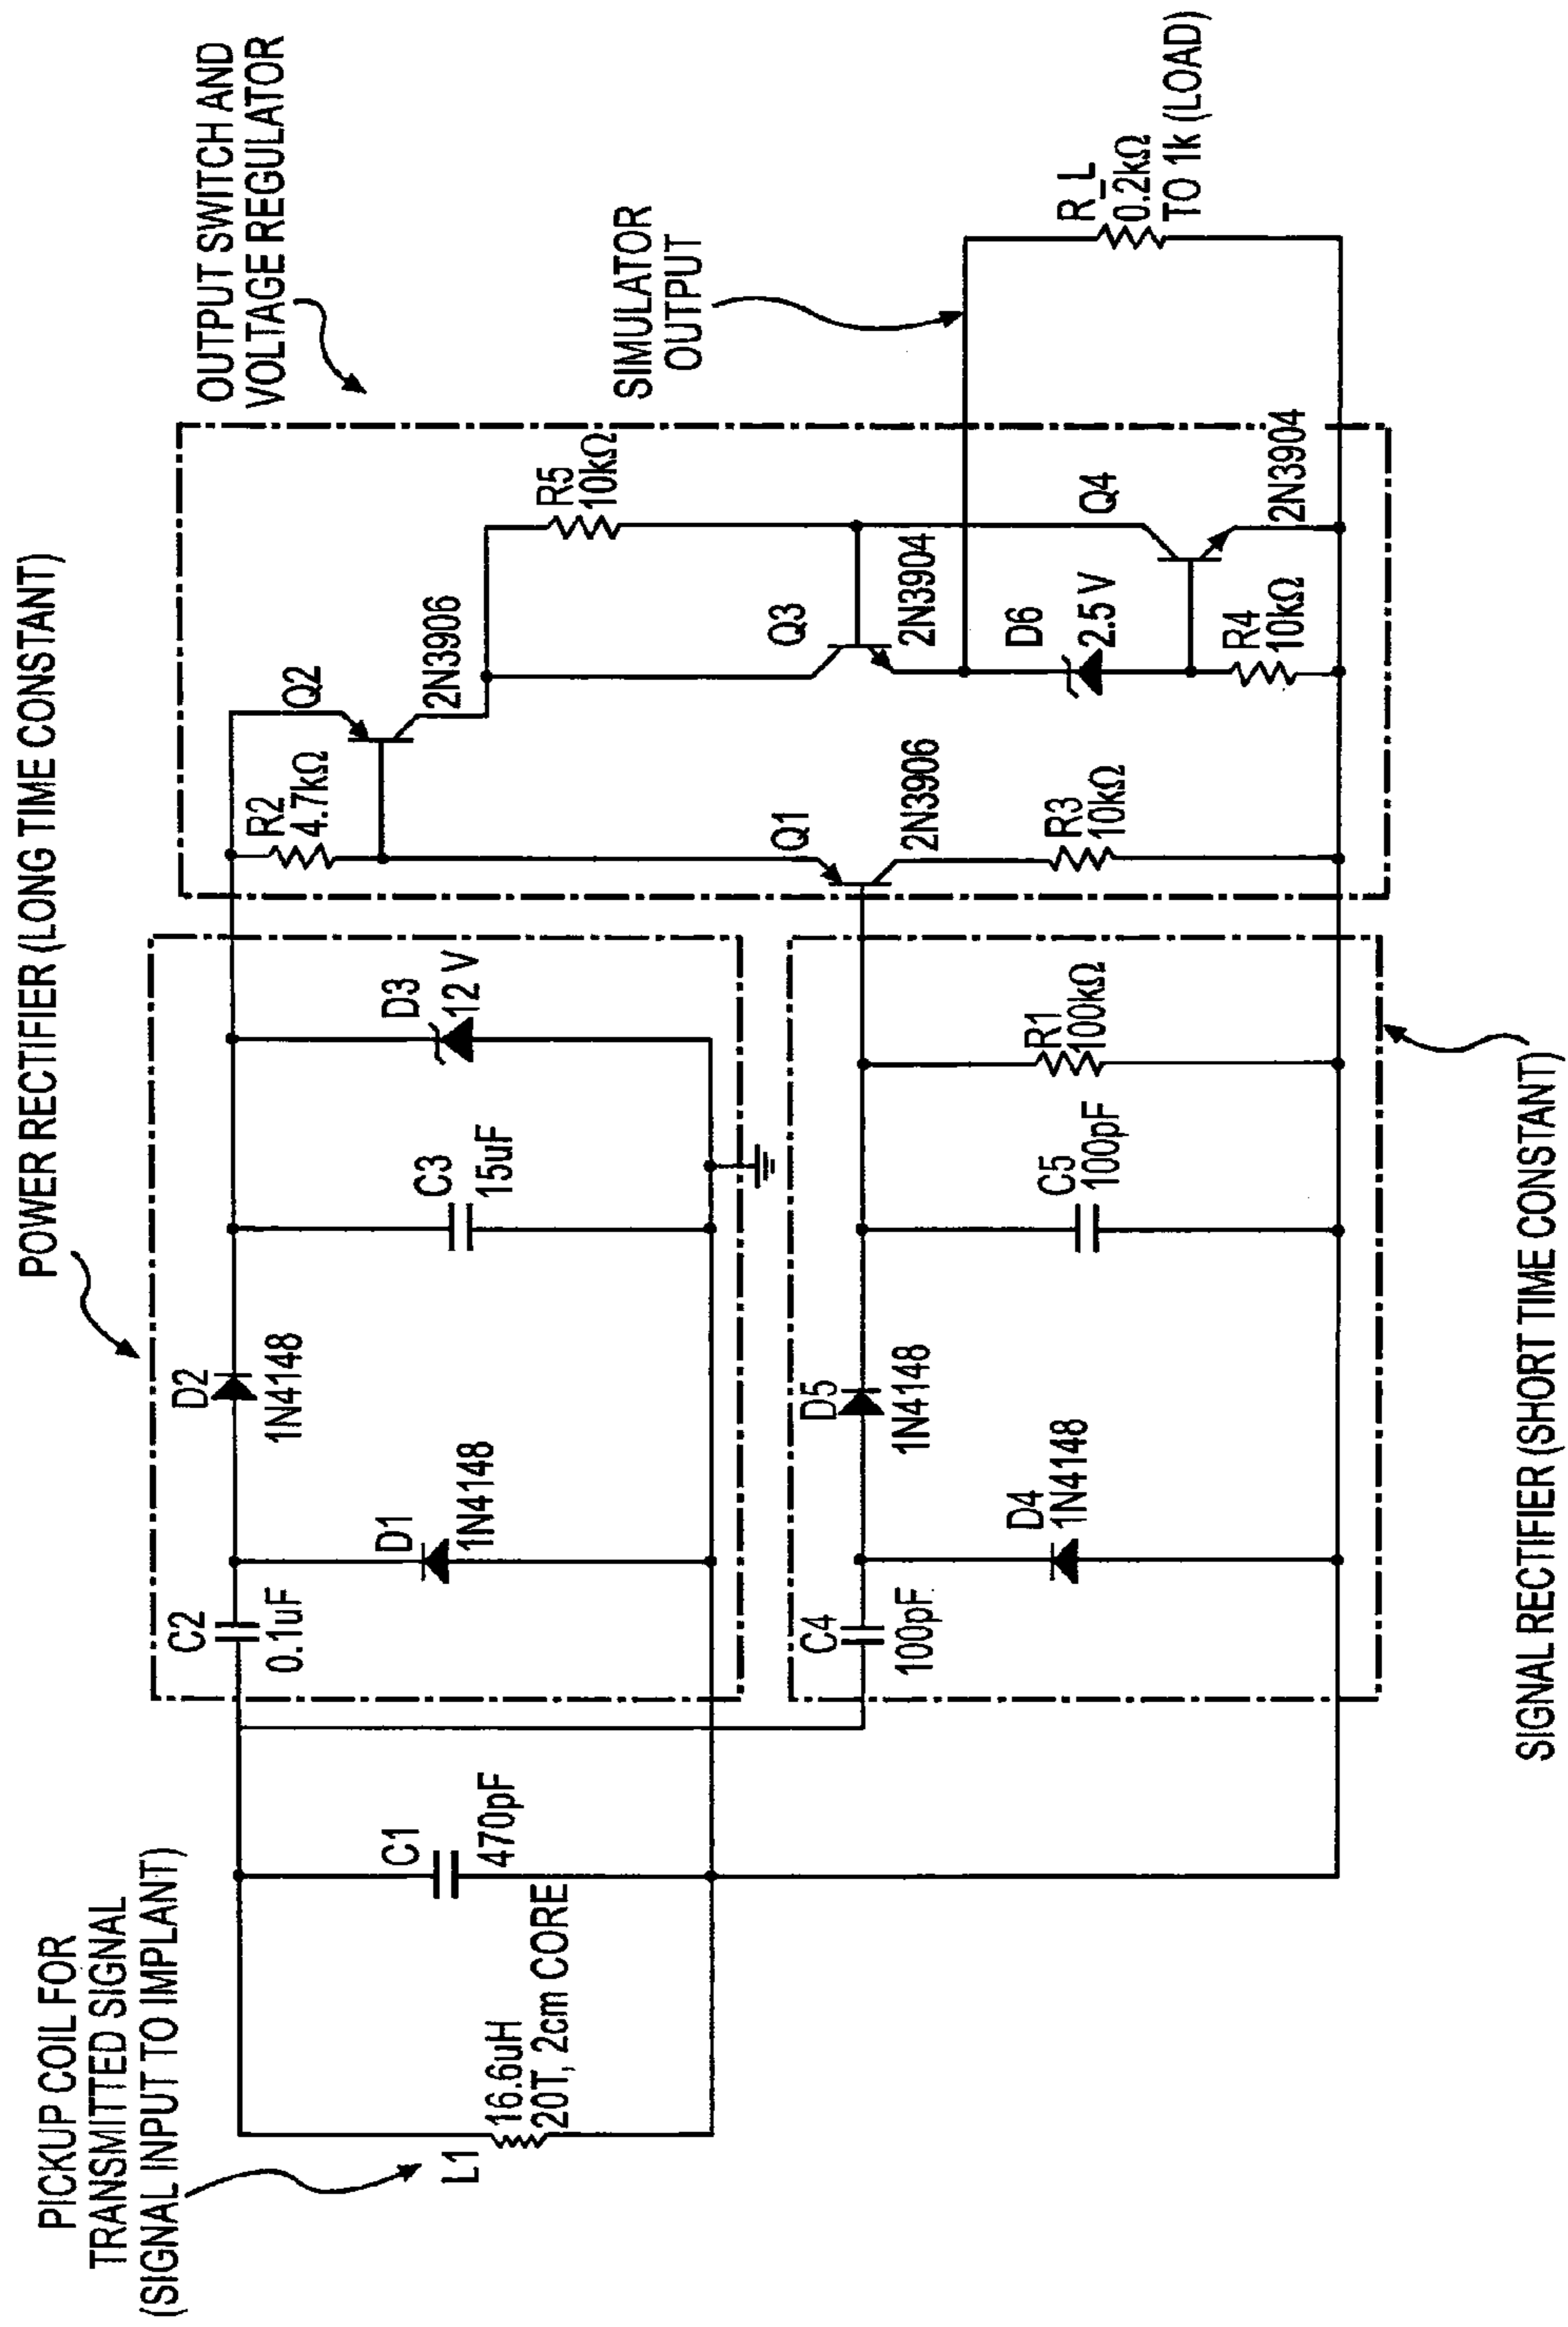 PICKUP COIL FOR
TRANSMITTED SIGNAL
(SIGNAL INPUT TO IMPLANT)
L1
16.6uH
20T, 2cm CORE
C1
470pF
POWER RECTIFIER (LONG TIME CONSTANT)
C2
0.1uF
D1
1N4148
D2
1N4148
C3
15uF
D3
12 V
C4
100pF
D4
1N4148
D5
1N4148
C5
100pF
R1
100kΩ
SIGNAL RECTIFIER (SHORT TIME CONSTANT)
OUTPUT SWITCH AND
VOLTAGE REGULATOR
R2
4.7kΩ
Q2
2N3906
Q1
2N3906
R3
10kΩ
R5
10kΩ
Q3
2N3904
D6
2.5 V
Q4
2N3904
R4
10kΩ
SIMULATOR
OUTPUT
R_L
0.2kΩ
TO 1k (LOAD)